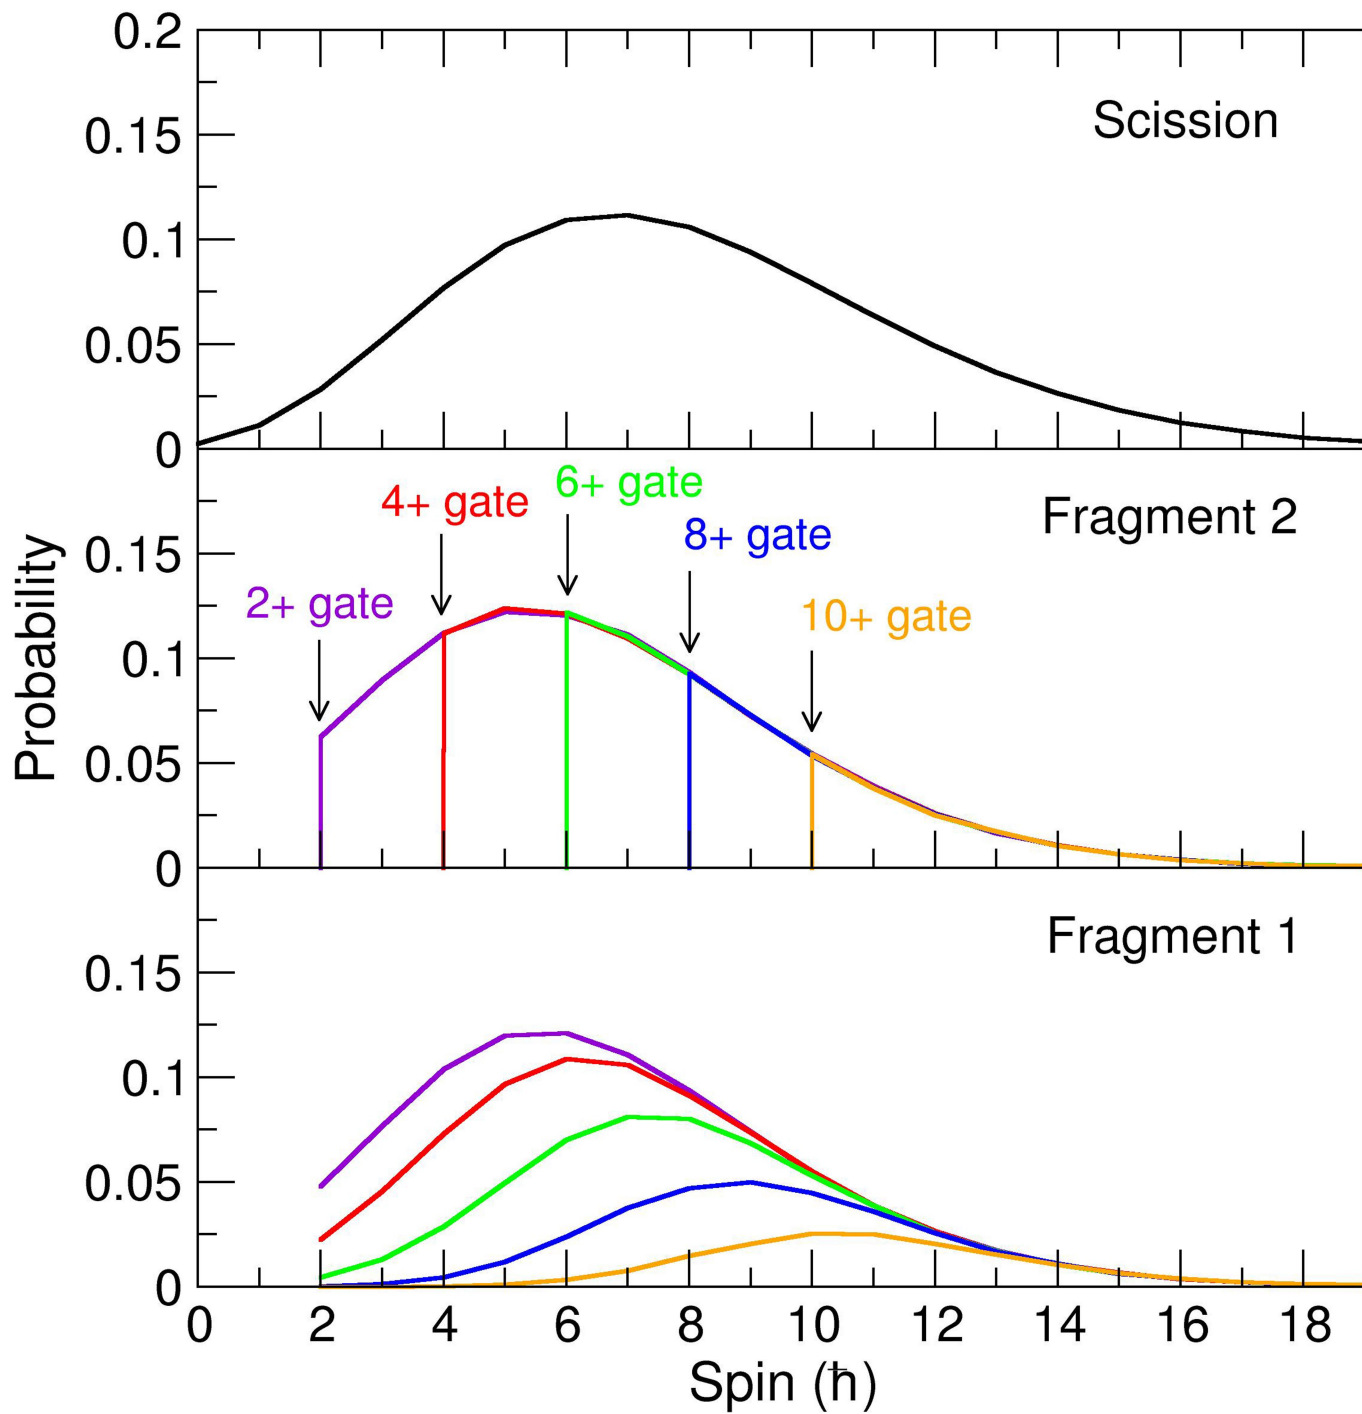 0.2
Scission
0.15
0.1
0.05
0
4+ gate
6+ gate
Fragment 2
8+ gate
0.15
2+ gate
10+ gate
0.1
0.05
0
Probability
Fragment 1
0.15
0.1
0.05
0
0 2 4 6 8 10 12 14 16 18
Spin (ħ)